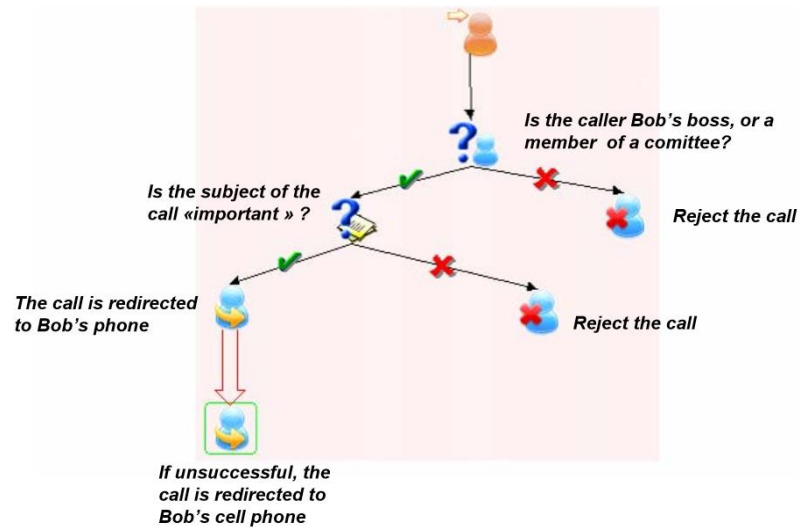 Is the caller Bob's boss, or a
member of a comittee?
Is the subject of the
call «important » ?
Reject the call
The call is redirected
to Bob's phone
Reject the call
If unsuccessful, the
call is redirected to
Bob's cell phone